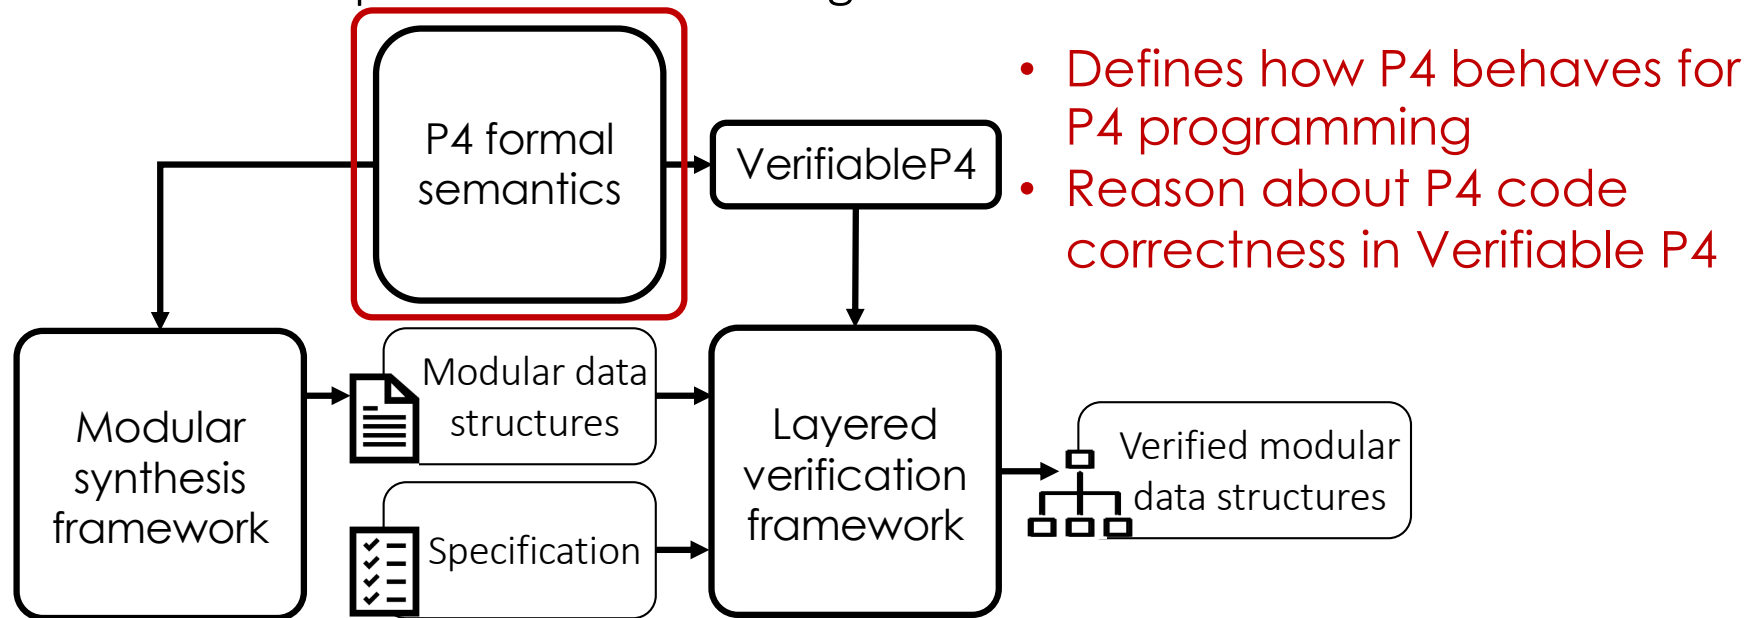 P4 formal
semantics
VerifiableP4
• Defines how P4 behaves for
P4 programming
• Reason about P4 code
correctness in Verifiable P4
Modular
synthesis
framework
Modular data
structures
Specification
Layered
verification
framework
Verified modular
data structures